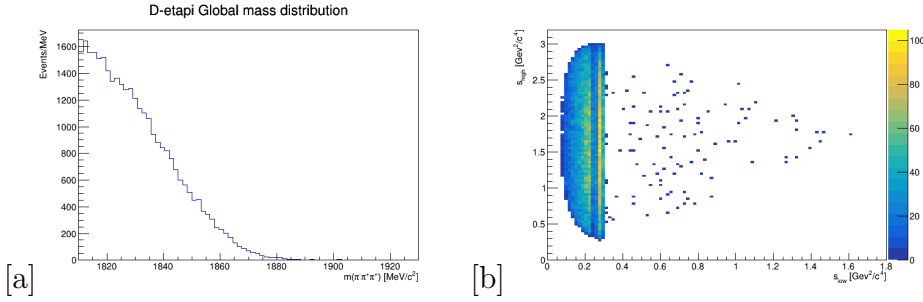 D-etapi Global mass distribution
Events/MeV
1600
1400
1200
1000
800
600
400
200
0
1820 1840 1860 1880 1900 1920
m(π⁻π⁺π⁺) [MeV/c²]
[a]
s_high [Gev²/c⁴]
3
2.5
2
1.5
1
0.5
0
0 0.2 0.4 0.6 0.8 1 1.2 1.4 1.6 1.8
s_low [Gev²/c⁴]
100
80
60
40
20
0
[b]